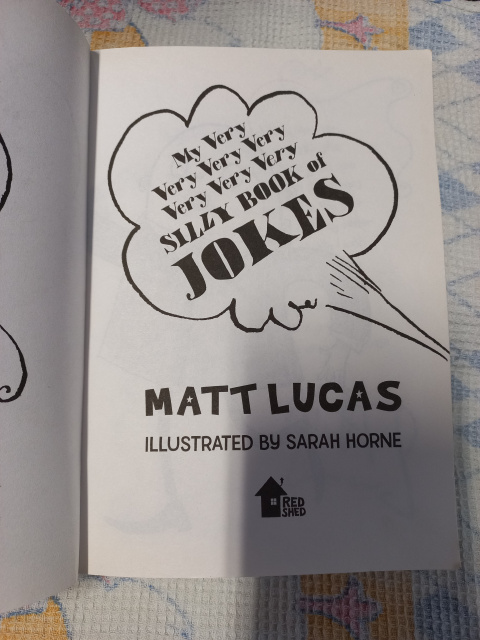 My Very
Very Very Very
Very Very Very
SILLY BOOK of
JOKES
MATT LUCAS
ILLUSTRATED BY SARAH HORNE
RED
SHED